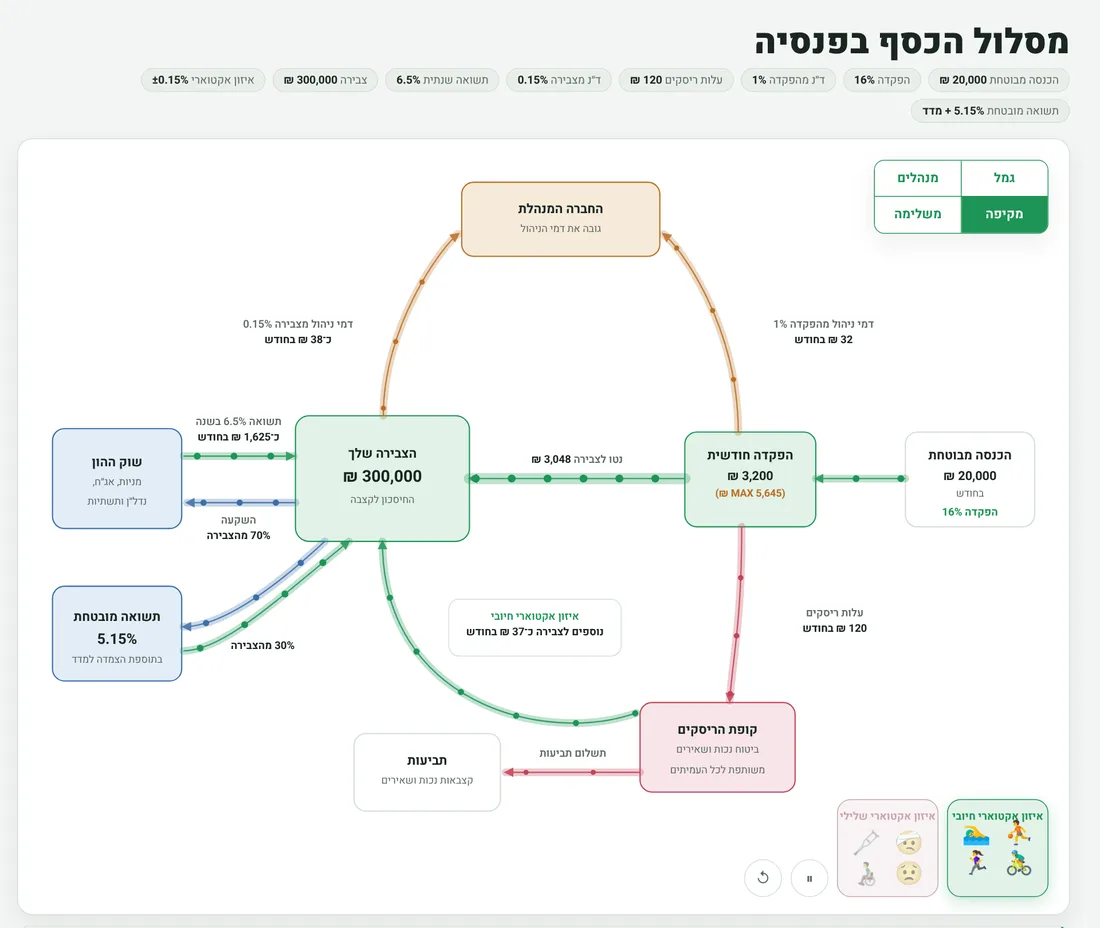 מסלול הכסף בפנסיה
הכנסה מבוטחת 20,000 ₪
הפקדה 16%
ד״נ מהפקדה 1%
עלות ריסקים 120 ₪
ד״נ מצבירה 0.15%
תשואה שנתית 6.5%
צבירה 300,000 ₪
איזון אקטוארי ±0.15%
תשואה מובטחת 5.15% + מדד
גמל
מנהלים
מקיפה
משלימה
החברה המנהלת
גובה את דמי הניהול
דמי ניהול מהפקדה 1%
32 ₪ בחודש
דמי ניהול מצבירה 0.15%
כ־38 ₪ בחודש
הכנסה מבוטחת
20,000 ₪
בחודש
הפקדה 16%
הפקדה חודשית
3,200 ₪
(MAX 5,645 ₪)
נטו לצבירה 3,048 ₪
הצבירה שלך
300,000 ₪
החיסכון לקצבה
תשואה 6.5% בשנה
כ־1,625 ₪ בחודש
שוק ההון
מניות, אג״ח,
נדל״ן ותשתיות
השקעה
70% מהצבירה
תשואה מובטחת
5.15%
בתוספת הצמדה למדד
30% מהצבירה
איזון אקטוארי חיובי
נוספים לצבירה כ־37 ₪ בחודש
עלות ריסקים
120 ₪ בחודש
קופת הריסקים
ביטוח נכות ושאירים
משותפת לכל העמיתים
תשלום תביעות
תביעות
קצבאות נכות ושאירים
איזון אקטוארי חיובי
איזון אקטוארי שלילי